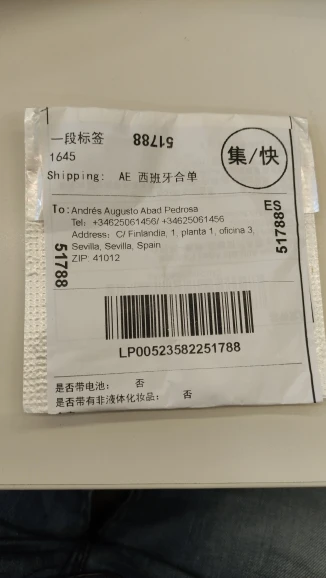 一段标签
51788
1645
集/快
Shipping: AE 西班牙合单
To: Andrés Augusto Abad Pedrosa
ES
Tel: +34625061456/ +34625061456
Address: C/ Finlandia, 1, planta 1, oficina 3,
Sevilla, Sevilla, Spain
ZIP: 41012
51788
51788
LP00523582251788
是否带电池: 否
是否带有非液体化妆品: 否